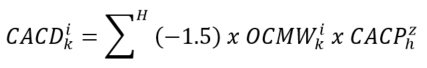 CACD_k^i = ∑^H (−1.5) x OCMW_k^i x CACP_h^z